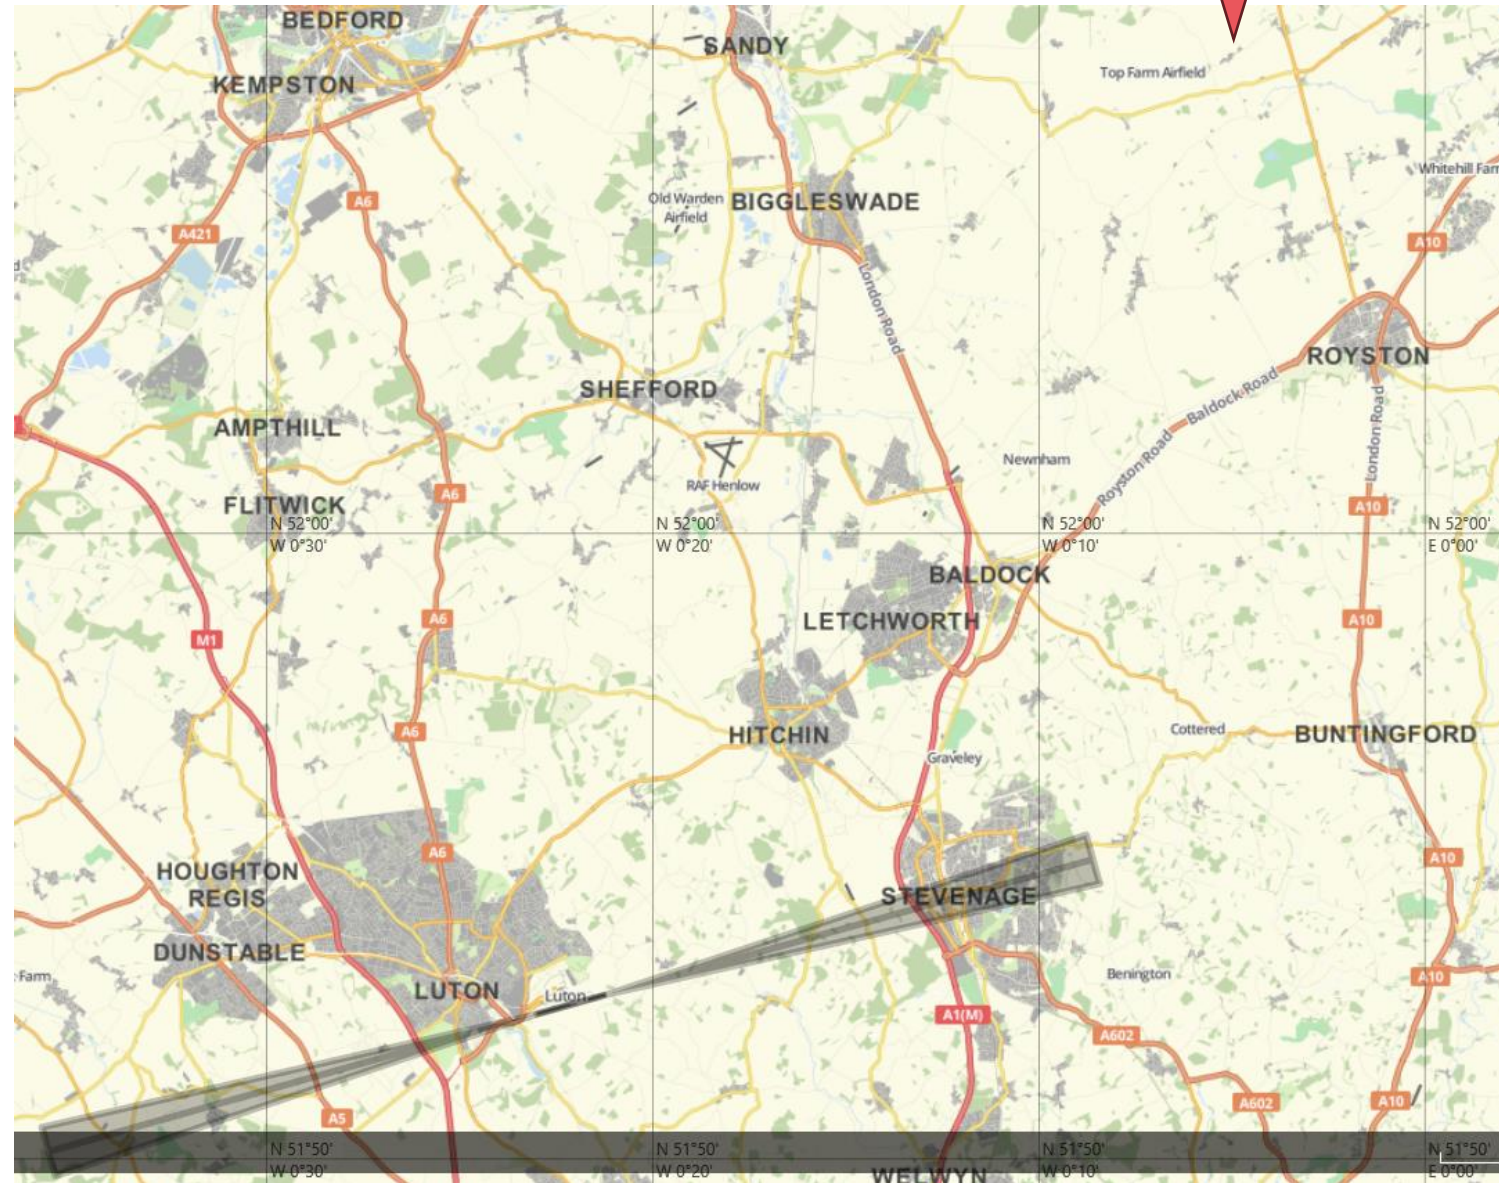 BEDFORD
SANDY
Top Farm Airfield
KEMPSTON
Whitehill Farm
A6
Old Warden
Airfield
BIGGLESWADE
A421
A10
London Road
ROYSTON
SHEFFORD
Baldock Road
AMPTHILL
London Road
Newnham
Royston Road
RAF Henlow
A6
FLITWICK
A10
N 52°00'
W 0°30'
N 52°00'
W 0°20'
N 52°00'
W 0°10'
N 52°00'
E 0°00'
BALDOCK
A6
LETCHWORTH
A10
M1
A6
HITCHIN
Cottered
BUNTINGFORD
Graveley
A6
A10
HOUGHTON
REGIS
STEVENAGE
DUNSTABLE
Farm
Benington
A10
LUTON
Luton
A1(M)
A602
A5
A602
A10
N 51°50'
W 0°30'
N 51°50'
W 0°20'
N 51°50'
W 0°10'
N 51°50'
E 0°00'
WELWYN